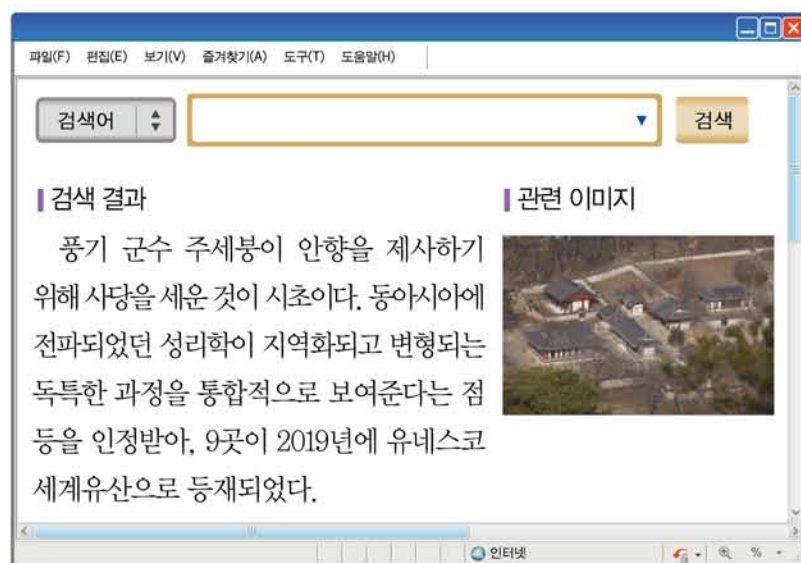 파일(F) 편집(E) 보기(V) 즐겨찾기(A) 도구(T) 도움말(H)
검색어 검색
검색 결과
풍기 군수 주세붕이 안향을 제사하기
위해 사당을 세운 것이 시초이다. 동아시아에
전파되었던 성리학이 지역화되고 변형되는
독특한 과정을 통합적으로 보여준다는 점
등을 인정받아, 9곳이 2019년에 유네스코
세계유산으로 등재되었다.
관련 이미지
인터넷 %